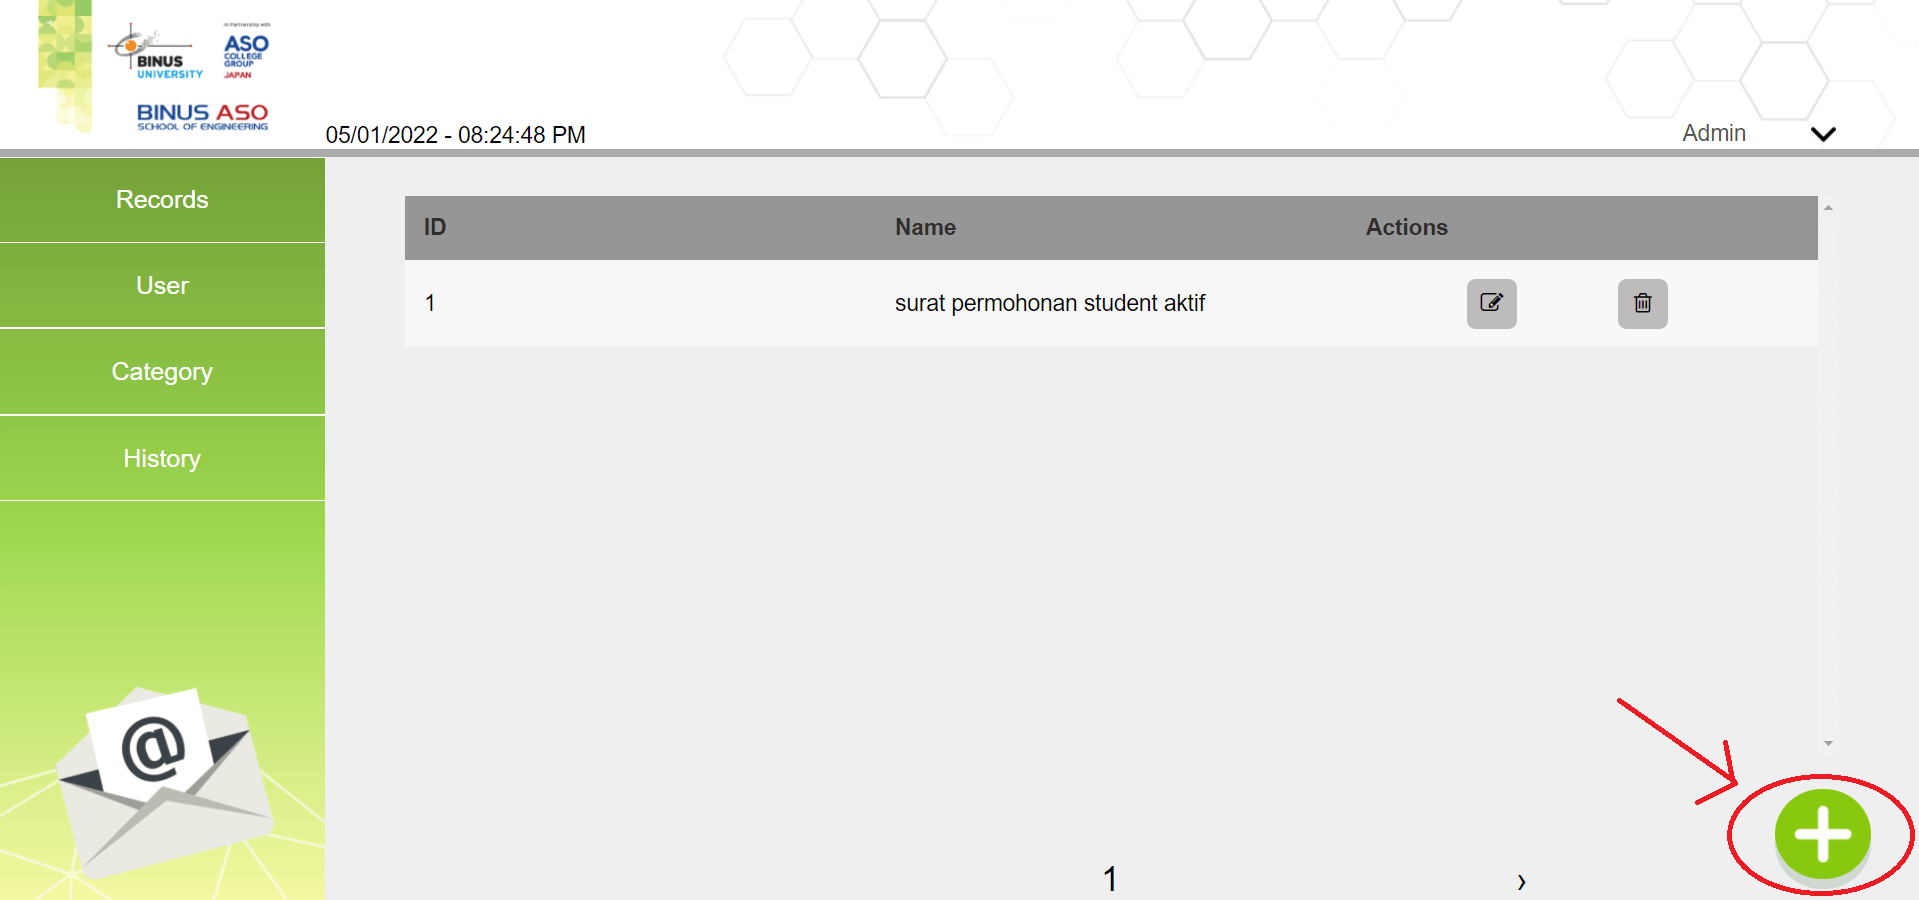 In Partnership with
BINUS
UNIVERSITY
ASO
COLLEGE
GROUP
JAPAN
BINUS ASO
SCHOOL OF ENGINEERING
05/01/2022 - 08:24:48 PM
Admin
Records
User
Category
History
ID Name Actions
1 surat permohonan student aktif
@
1 ›